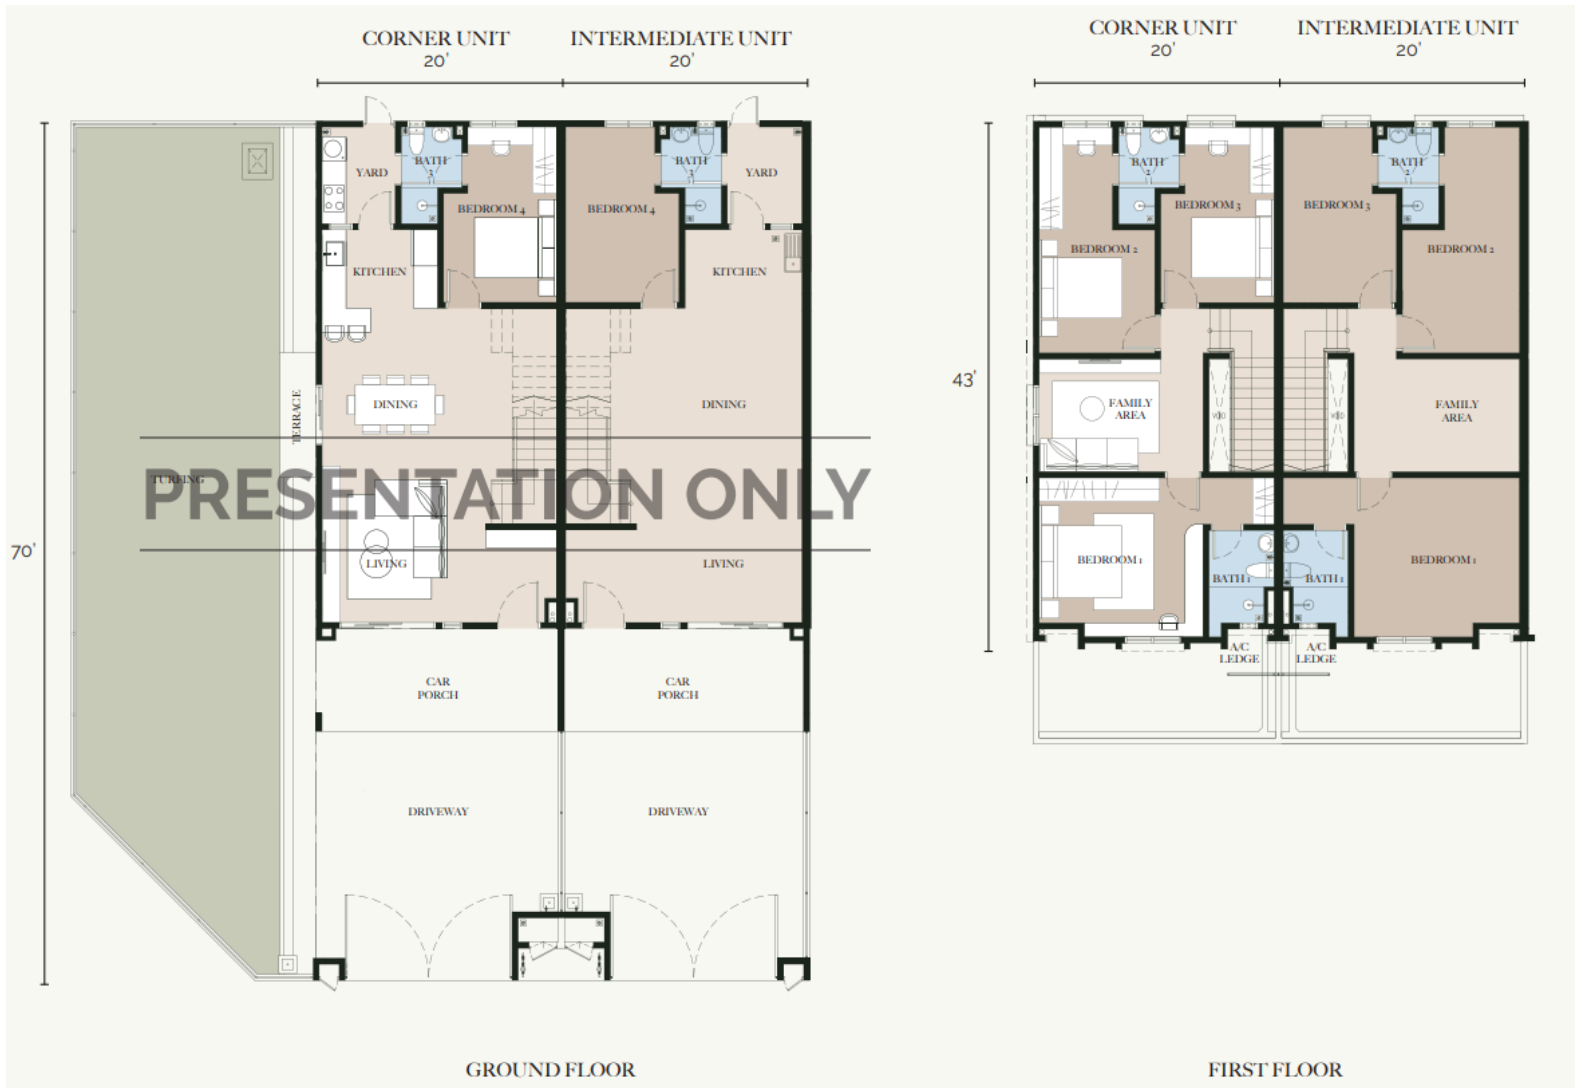 CORNER UNIT
20'
INTERMEDIATE UNIT
20'
CORNER UNIT
20'
INTERMEDIATE UNIT
20'
70'
YARD
BATH
3
BEDROOM 4
BEDROOM 4
BATH
3
YARD
KITCHEN
KITCHEN
TERRACE
DINING
DINING
TURFING
PRESENTATION ONLY
LIVING
LIVING
CAR
PORCH
CAR
PORCH
DRIVEWAY
DRIVEWAY
GROUND FLOOR
43'
BATH
2
BEDROOM 3
BEDROOM 3
BATH
2
BEDROOM 2
BEDROOM 2
FAMILY
AREA
VOID
VOID
FAMILY
AREA
BEDROOM 1
BATH 1
BATH 1
BEDROOM 1
A/C
LEDGE
A/C
LEDGE
FIRST FLOOR